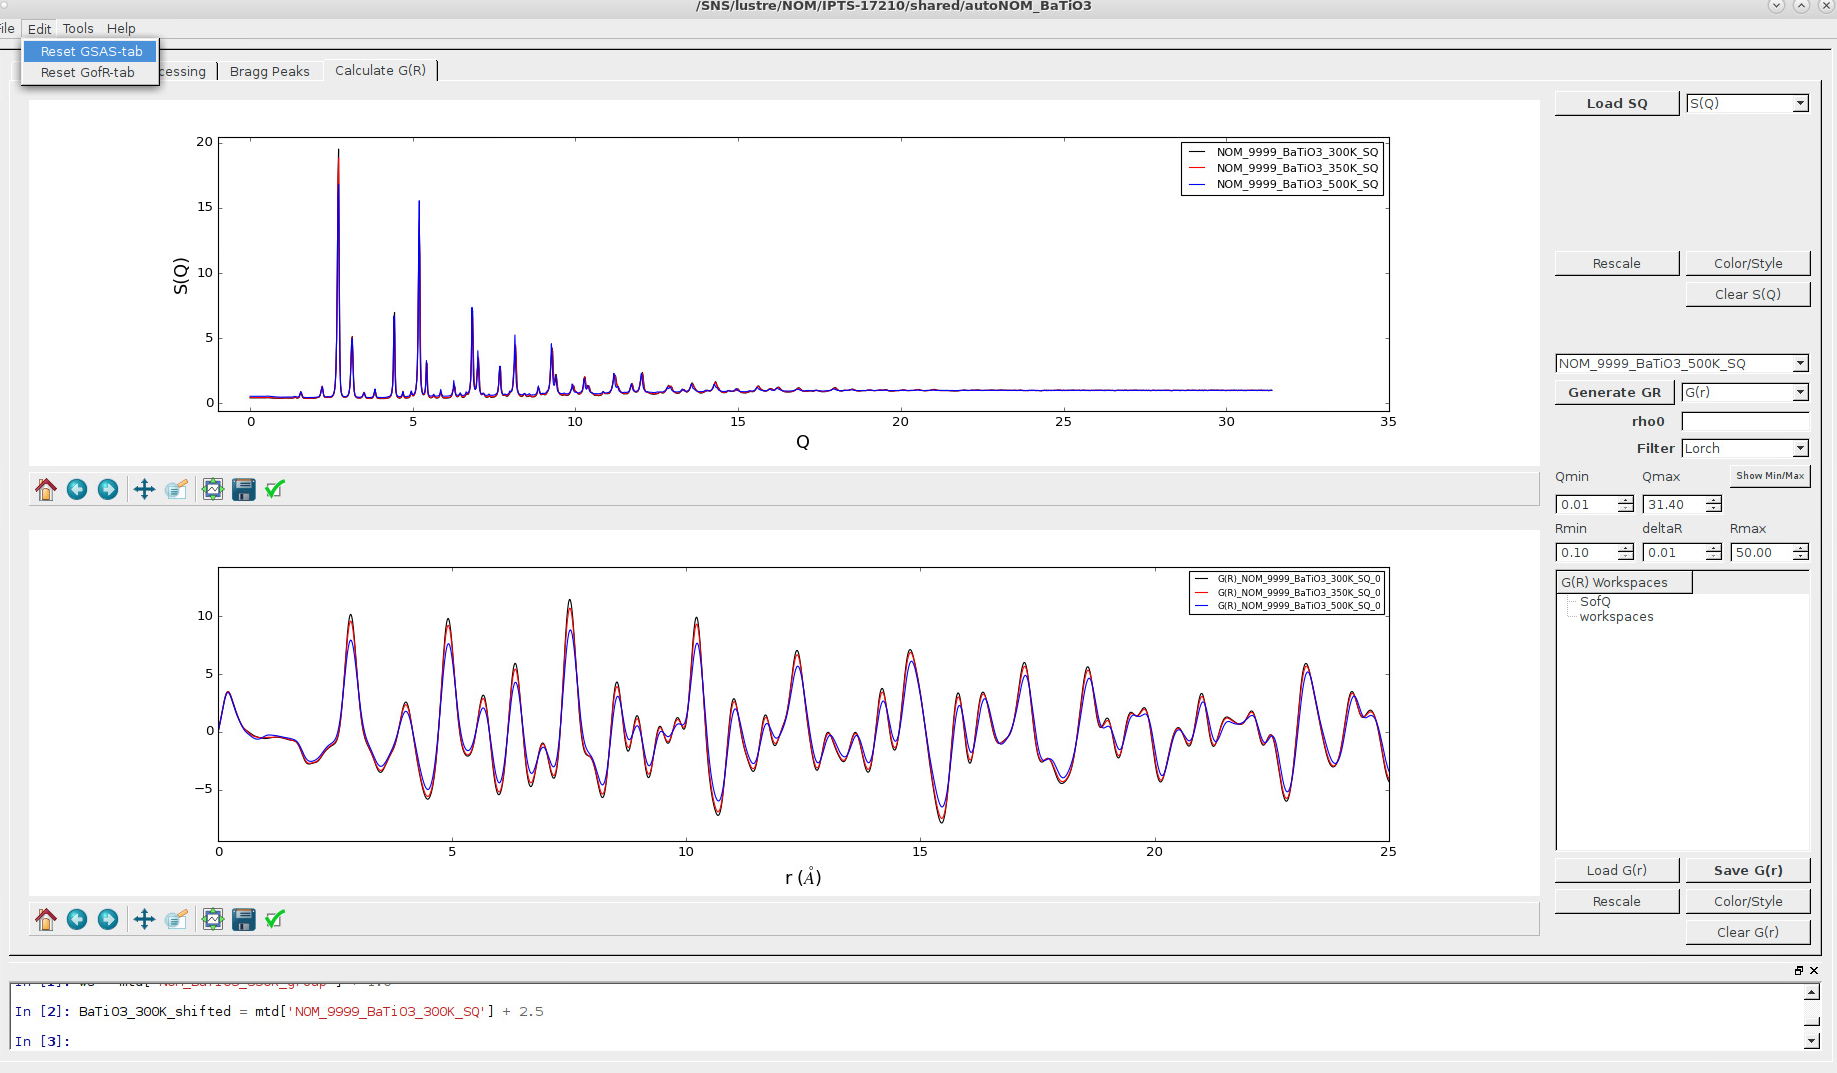 /SNS/lustre/NOM/IPTS-17210/shared/autoNOM_BaTiO3
File Edit Tools Help
Reset GSAS-tab
Reset GofR-tab
cessing Bragg Peaks Calculate G(R)
Load SQ S(Q)
20
15
10
5
0
S(Q)
NOM_9999_BaTiO3_300K_SQ
NOM_9999_BaTiO3_350K_SQ
NOM_9999_BaTiO3_500K_SQ
0 5 10 15 20 25 30 35
Q
Rescale Color/Style
Clear S(Q)
NOM_9999_BaTiO3_500K_SQ
Generate GR G(r)
rho0
Filter Lorch
Qmin Qmax Show Min/Max
0.01 31.40
Rmin deltaR Rmax
0.10 0.01 50.00
G(R) Workspaces
SofQ
workspaces
10
5
0
−5
G(R)_NOM_9999_BaTiO3_300K_SQ_0
G(R)_NOM_9999_BaTiO3_350K_SQ_0
G(R)_NOM_9999_BaTiO3_500K_SQ_0
0 5 10 15 20 25
r (Å)
Load G(r) Save G(r)
Rescale Color/Style
Clear G(r)
In [2]: BaTiO3_300K_shifted = mtd['NOM_9999_BaTiO3_300K_SQ'] + 2.5
In [3]: